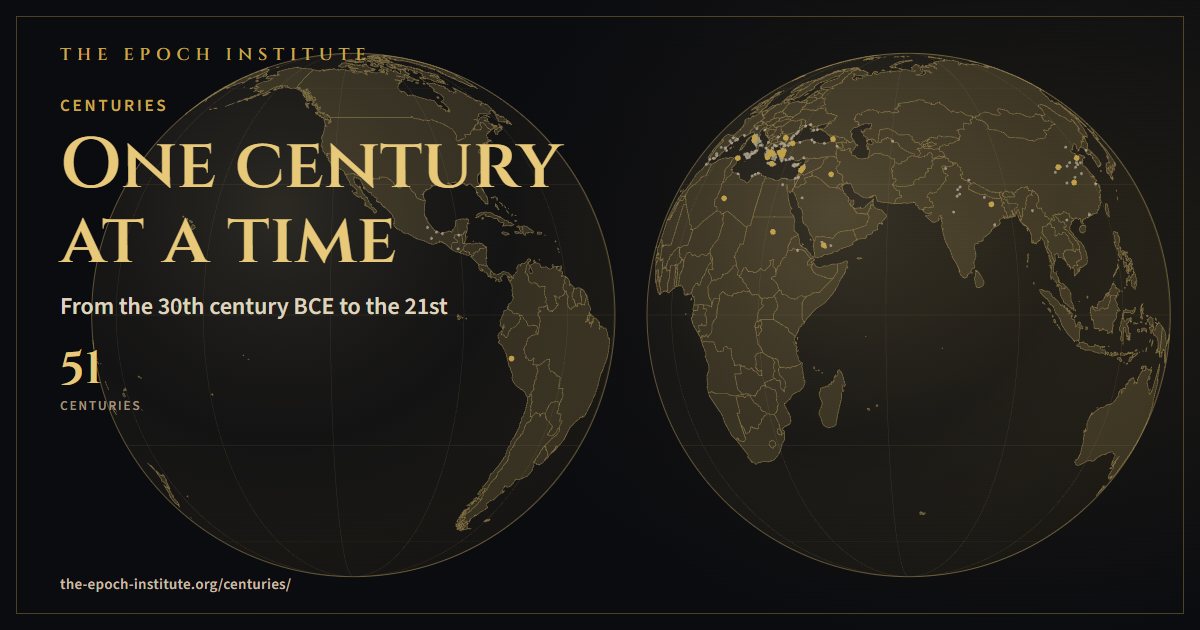 THE EPOCH INSTITUTE
CENTURIES
ONE CENTURY
AT A TIME
From the 30th century BCE to the 21st
51
CENTURIES
the-epoch-institute.org/centuries/